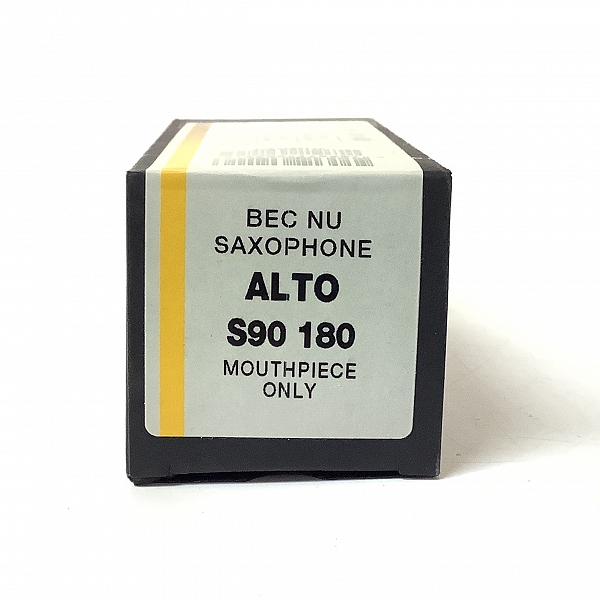 BEC NU
SAXOPHONE
ALTO
S90 180
MOUTHPIECE
ONLY